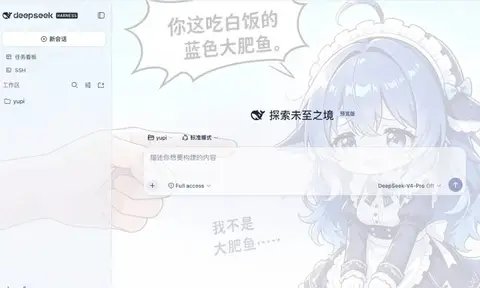 deepseek HARNESS
新会话
任务看板
SSH
工作区
yupi
你这吃白饭的
蓝色大肥鱼。
探索未至之境 预览版
yupi 标准模式
描述你想要构建的内容
Full access
DeepSeek-V4-Pro Off
我不是
大肥鱼……